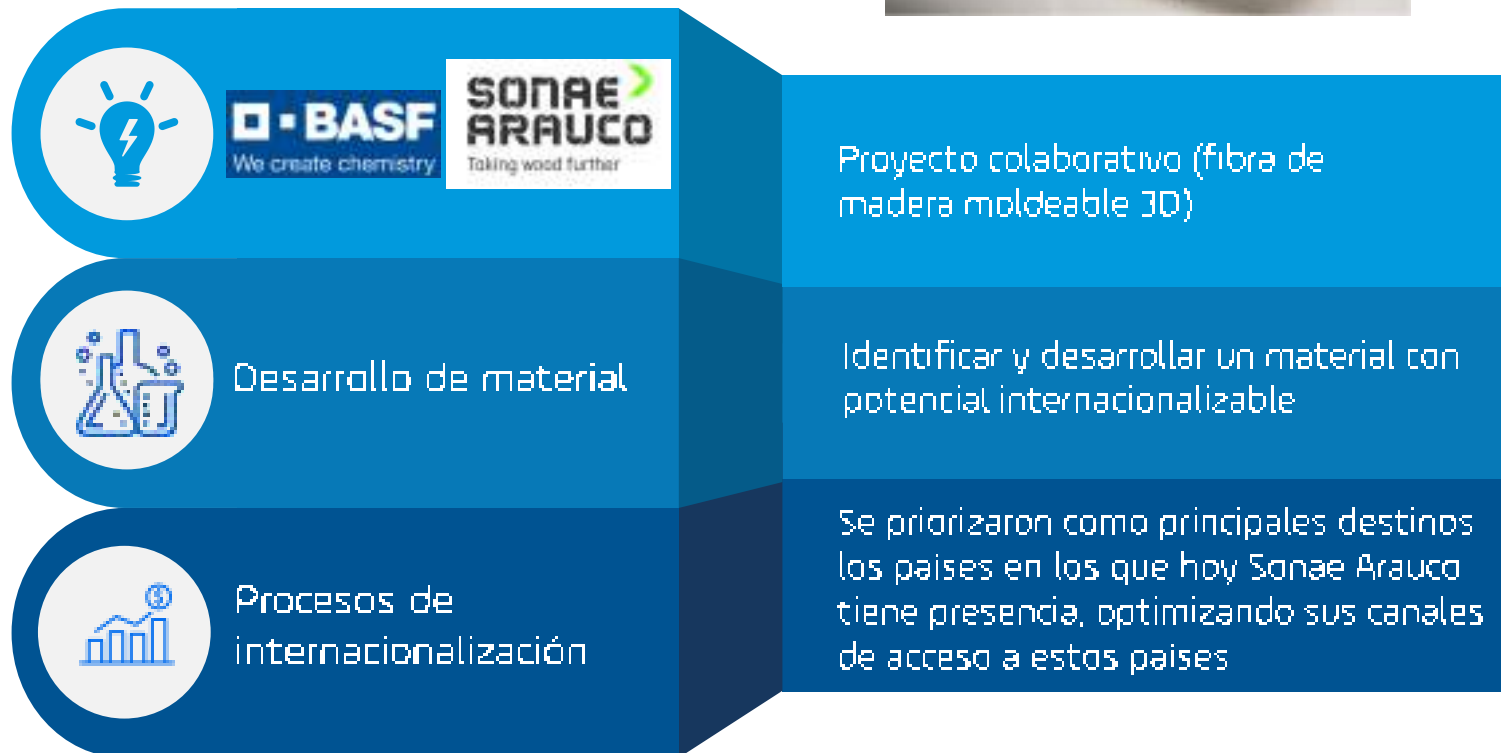 BASF
We create chemistry
SONAE
ARAUCO
Taking wood further
Proyecto colaborativo (fibra de
madera moldeable 3D)
Desarrollo de material
Identificar y desarrollar un material con
potencial internacionalizable
Procesos de
internacionalización
Se priorizaron como principales destinos
los paises en los que hoy Sonae Arauco
tiene presencia, optimizando sus canales
de acceso a estos paises